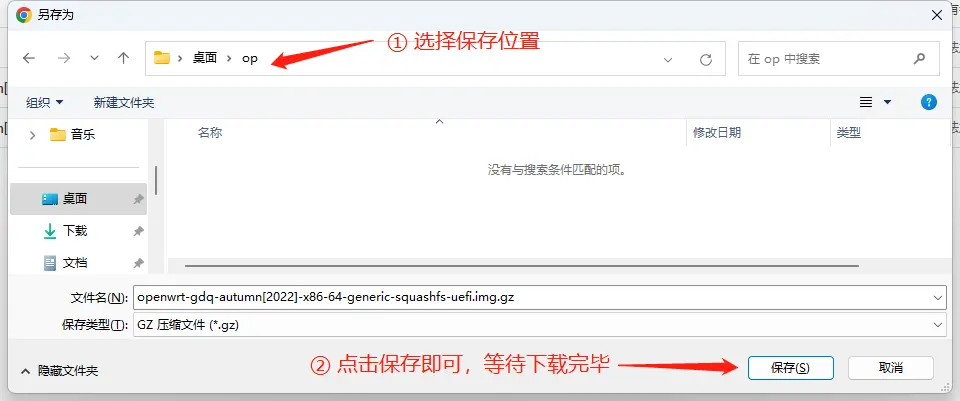 另存为
桌面 › op
① 选择保存位置
在 op 中搜索
组织
新建文件夹
音乐
名称
修改日期
类型
没有与搜索条件匹配的项。
桌面
下载
文档
文件名(N):
openwrt-gdq-autumn[2022]-x86-64-generic-squashfs-uefi.img.gz
保存类型(T):
GZ 压缩文件 (*.gz)
隐藏文件夹
② 点击保存即可，等待下载完毕
保存(S)
取消